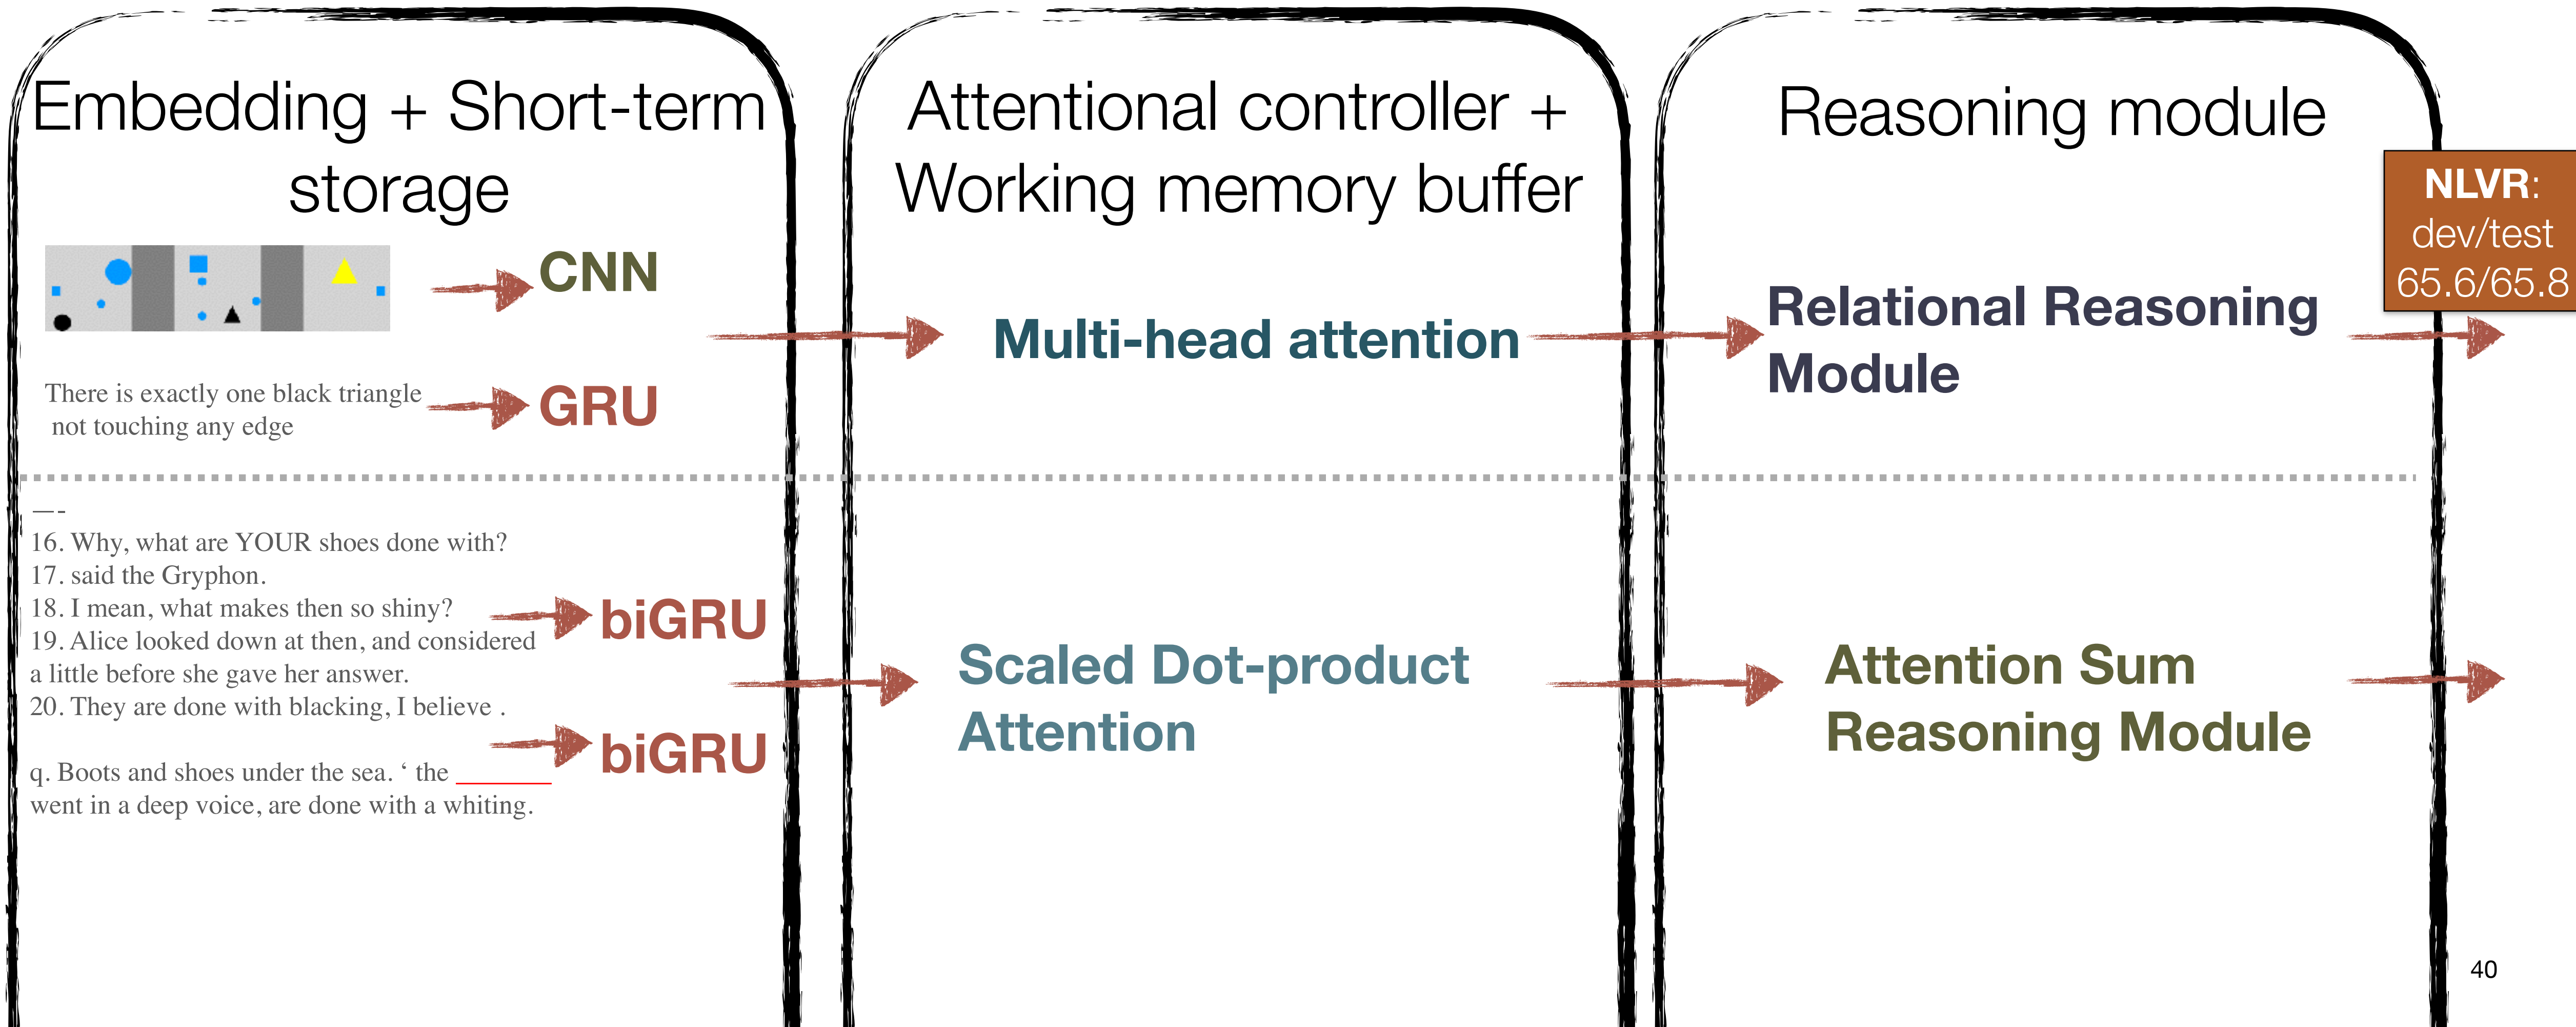 Embedding + Short-term
storage
CNN
There is exactly one black triangle
not touching any edge
GRU
—-
16. Why, what are YOUR shoes done with?
17. said the Gryphon.
18. I mean, what makes then so shiny?
19. Alice looked down at then, and considered
a little before she gave her answer.
20. They are done with blacking, I believe .
q. Boots and shoes under the sea. ‘ the ________
went in a deep voice, are done with a whiting.
biGRU
biGRU
Attentional controller +
Working memory buffer
Multi-head attention
Scaled Dot-product
Attention
Reasoning module
Relational Reasoning
Module
Attention Sum
Reasoning Module
NLVR:
dev/test
65.6/65.8
40